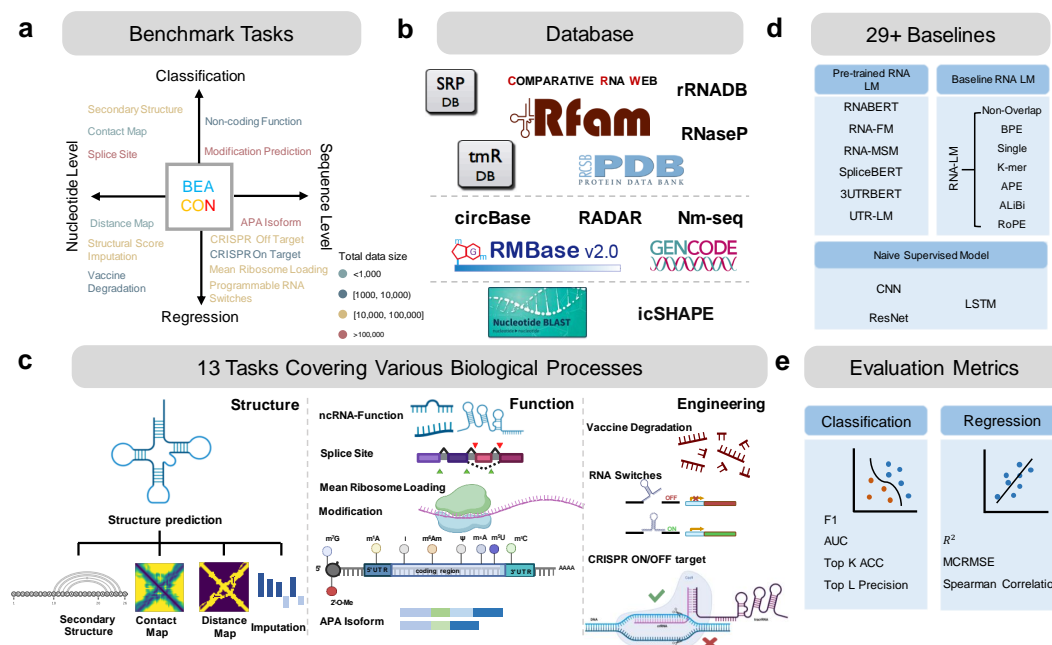 a
Benchmark Tasks
Classification
Secondary Structure
Contact Map
Splice Site
Non-coding Function
Modification Prediction
Nucleotide Level
Sequence Level
BEA
CON
Distance Map
Structural Score
Imputation
Vaccine
Degradation
APA Isoform
CRISPR Off Target
CRISPR On Target
Mean Ribosome Loading
Programmable RNA
Switches
Regression
Total data size
<1,000
[1000, 10,000)
[10,000, 100,000]
>100,000
b
Database
SRP
DB
COMPARATIVE RNA WEB
rRNADB
Rfam
RNaseP
tmR
DB
RCSB
PDB
PROTEIN DATA BANK
circBase
RADAR
Nm-seq
m
G
m
RMBase v2.0
GENCODE
Nucleotide BLAST
icSHAPE
d
29+ Baselines
Pre-trained RNA
LM
RNABERT
RNA-FM
RNA-MSM
SpliceBERT
3UTRBERT
UTR-LM
Baseline RNA LM
RNA-LM
Non-Overlap
BPE
Single
K-mer
APE
ALiBi
RoPE
Naive Supervised Model
CNN
LSTM
ResNet
c
13 Tasks Covering Various Biological Processes
Structure
Structure prediction
Secondary
Structure
Contact
Map
Distance
Map
Imputation
Function
ncRNA-Function
Splice Site
Mean Ribosome Loading
Modification
m⁷G
m¹A
I
m⁶Am
Ψ
m⁶A
m⁵U
m⁵C
5'
5'UTR
coding region
3'UTR
AAAA
2'-O-Me
APA Isoform
Engineering
Vaccine Degradation
RNA Switches
OFF
ON
CRISPR ON/OFF target
DNA
e
Evaluation Metrics
Classification
F1
AUC
Top K ACC
Top L Precision
Regression
R²
MCRMSE
Spearman Correlatio